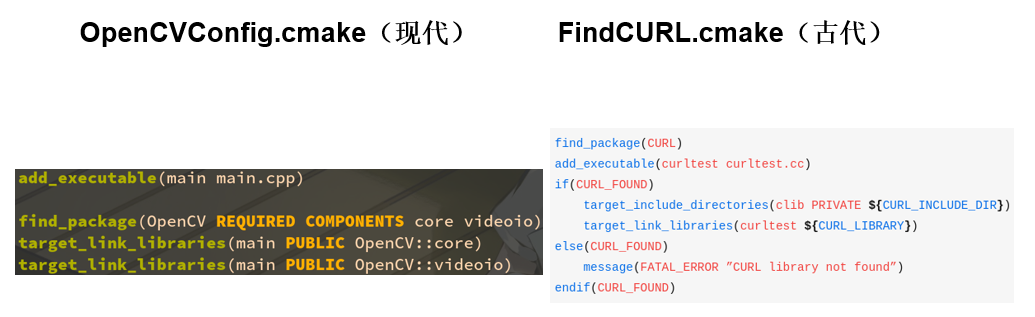 OpenCVConfig.cmake（现代）
add_executable(main main.cpp)
find_package(OpenCV REQUIRED COMPONENTS core videoio)
target_link_libraries(main PUBLIC OpenCV::core)
target_link_libraries(main PUBLIC OpenCV::videoio)
FindCURL.cmake（古代）
find_package(CURL)
add_executable(curltest curltest.cc)
if(CURL_FOUND)
    target_include_directories(clib PRIVATE ${CURL_INCLUDE_DIR})
    target_link_libraries(curltest ${CURL_LIBRARY})
else(CURL_FOUND)
    message(FATAL_ERROR ”CURL library not found”)
endif(CURL_FOUND)